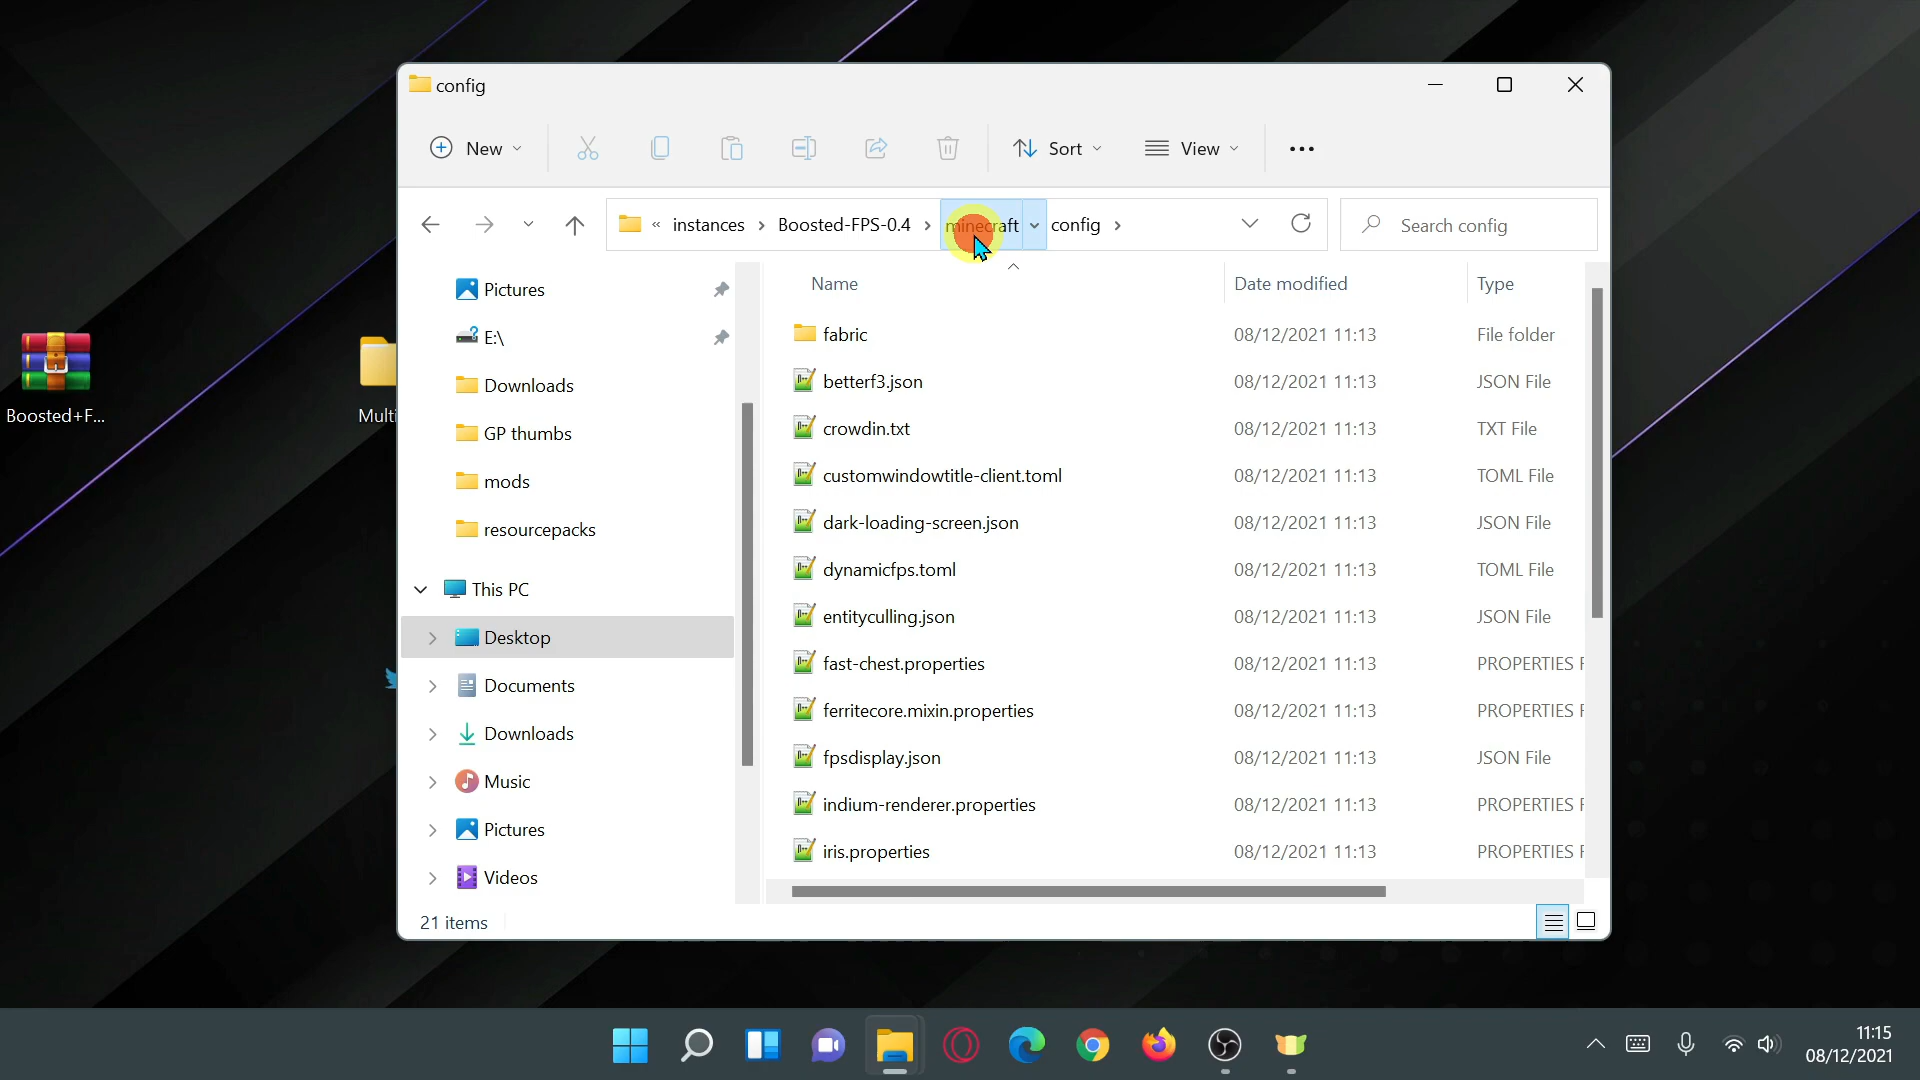 config
New
Sort
View
« instances > Boosted-FPS-0.4 > minecraft config >
Search config
Pictures
E:\
Downloads
GP thumbs
mods
resourcepacks
This PC
Desktop
Documents
Downloads
Music
Pictures
Videos
Name Date modified Type
fabric 08/12/2021 11:13 File folder
betterf3.json 08/12/2021 11:13 JSON File
crowdin.txt 08/12/2021 11:13 TXT File
customwindowtitle-client.toml 08/12/2021 11:13 TOML File
dark-loading-screen.json 08/12/2021 11:13 JSON File
dynamicfps.toml 08/12/2021 11:13 TOML File
entityculling.json 08/12/2021 11:13 JSON File
fast-chest.properties 08/12/2021 11:13 PROPERTIES F
ferritecore.mixin.properties 08/12/2021 11:13 PROPERTIES F
fpsdisplay.json 08/12/2021 11:13 JSON File
indium-renderer.properties 08/12/2021 11:13 PROPERTIES F
iris.properties 08/12/2021 11:13 PROPERTIES F
21 items
Boosted+F...
Multi
11:15
08/12/2021